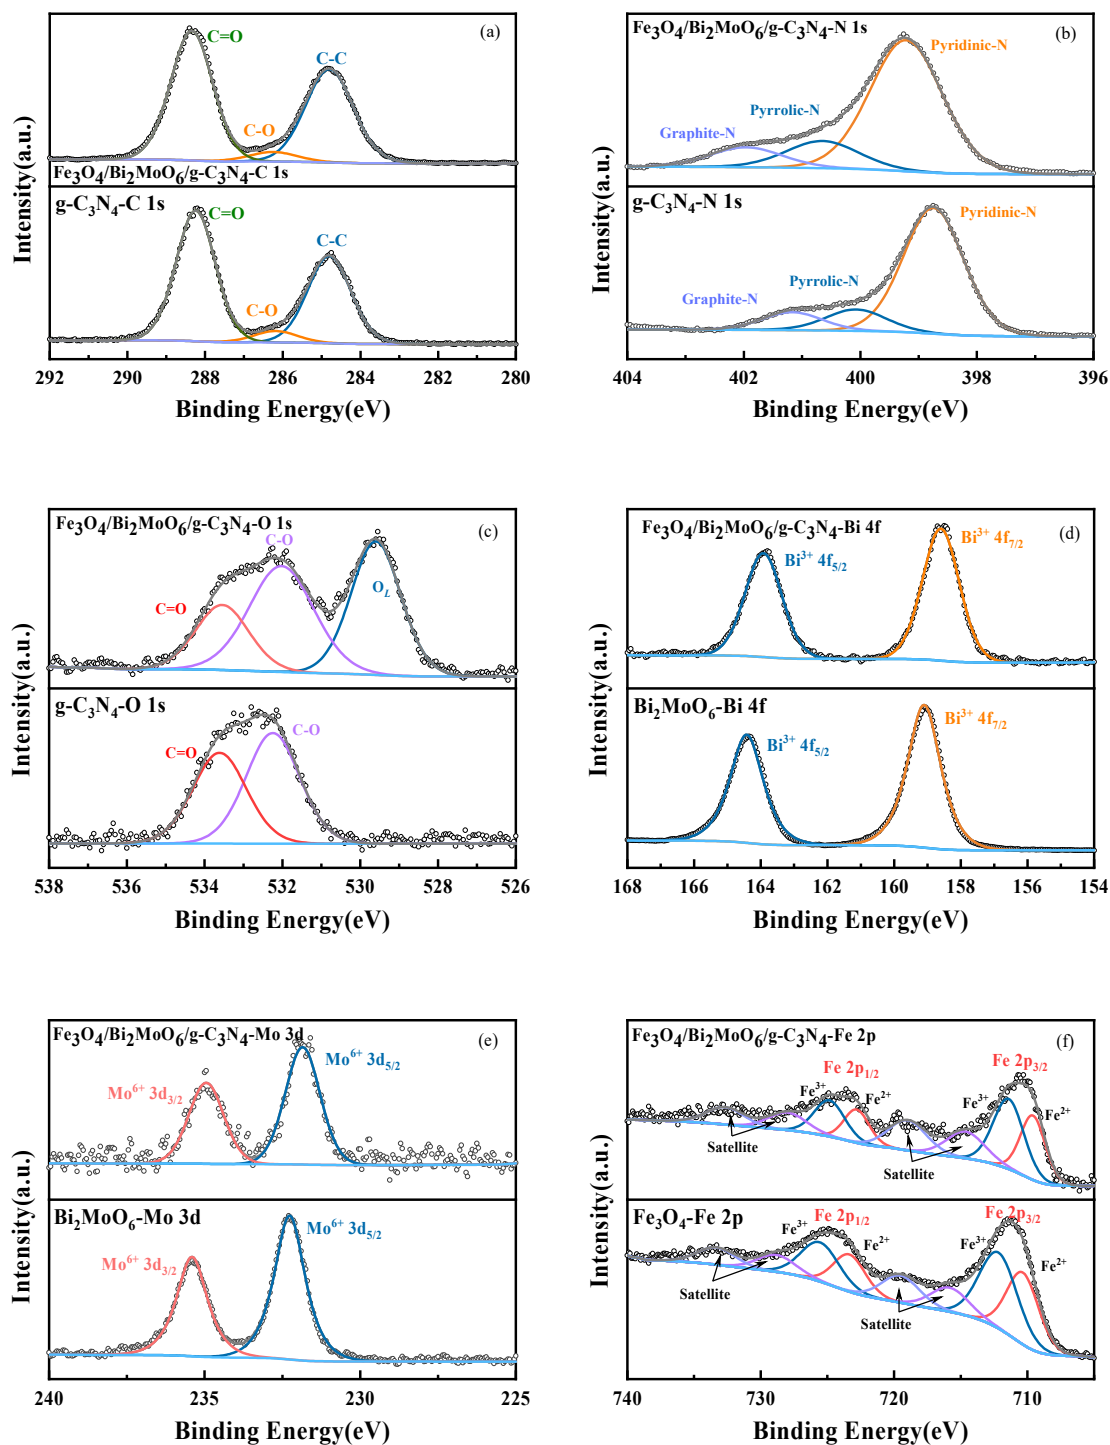 (a)
C=O
C-C
C-O
Fe₃O₄/Bi₂MoO₆/g-C₃N₄-C 1s
g-C₃N₄-C 1s
C=O
C-C
C-O
Intensity(a.u.)
292 290 288 286 284 282 280
Binding Energy(eV)
(b)
Fe₃O₄/Bi₂MoO₆/g-C₃N₄-N 1s
Pyridinic-N
Pyrrolic-N
Graphite-N
g-C₃N₄-N 1s
Pyridinic-N
Pyrrolic-N
Graphite-N
Intensity(a.u.)
404 402 400 398 396
Binding Energy(eV)
Fe₃O₄/Bi₂MoO₆/g-C₃N₄-O 1s
(c)
C-O
C=O
O_L
g-C₃N₄-O 1s
C-O
C=O
Intensity(a.u.)
538 536 534 532 530 528 526
Binding Energy(eV)
Fe₃O₄/Bi₂MoO₆/g-C₃N₄-Bi 4f
(d)
Bi³⁺ 4f₇/₂
Bi³⁺ 4f₅/₂
Bi₂MoO₆-Bi 4f
Bi³⁺ 4f₇/₂
Bi³⁺ 4f₅/₂
Intensity(a.u.)
168 166 164 162 160 158 156 154
Binding Energy(eV)
Fe₃O₄/Bi₂MoO₆/g-C₃N₄-Mo 3d
(e)
Mo⁶⁺ 3d₅/₂
Mo⁶⁺ 3d₃/₂
Bi₂MoO₆-Mo 3d
Mo⁶⁺ 3d₅/₂
Mo⁶⁺ 3d₃/₂
Intensity(a.u.)
240 235 230 225
Binding Energy(eV)
Fe₃O₄/Bi₂MoO₆/g-C₃N₄-Fe 2p
(f)
Fe 2p₃/₂
Fe 2p₁/₂
Fe³⁺ Fe²⁺ Fe³⁺ Fe²⁺
Satellite
Satellite
Fe₃O₄-Fe 2p
Fe 2p₁/₂
Fe 2p₃/₂
Fe³⁺ Fe²⁺ Fe³⁺ Fe²⁺
Satellite
Satellite
Intensity(a.u.)
740 730 720 710
Binding Energy(eV)